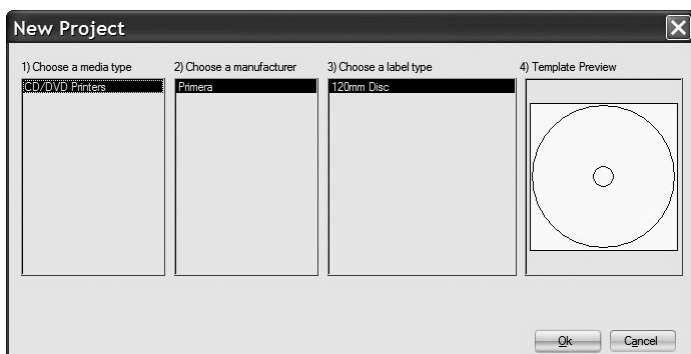 New Project
1) Choose a media type
2) Choose a manufacturer
3) Choose a label type
4) Template Preview
CD/DVD Printers
Primera
120mm Disc
Ok
Cancel